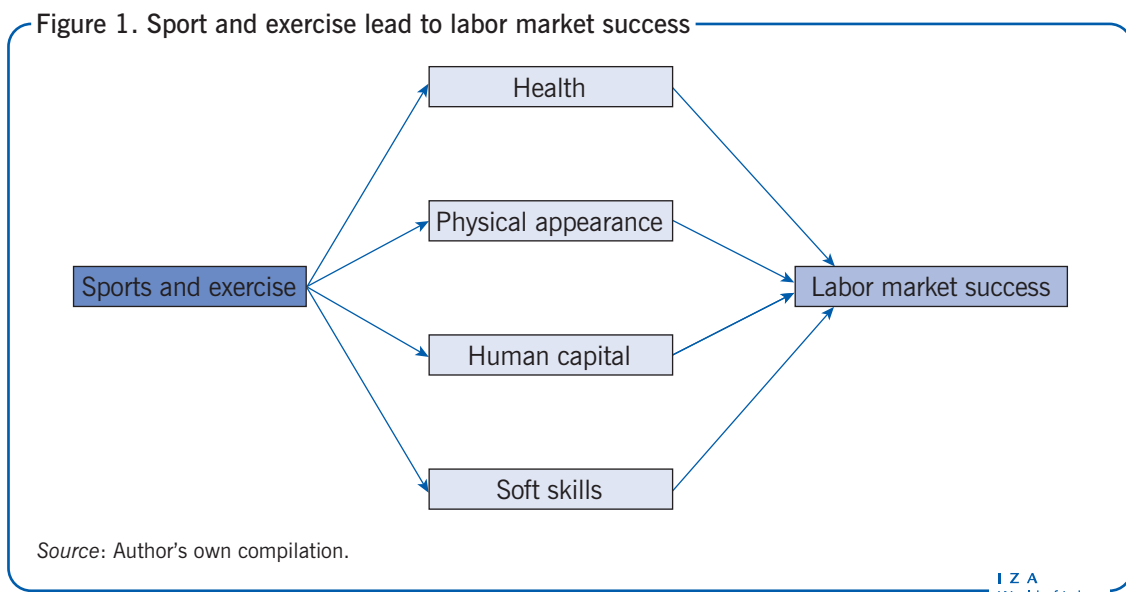 Figure 1. Sport and exercise lead to labor market success
Health
Physical appearance
Sports and exercise
Labor market success
Human capital
Soft skills
Source: Author's own compilation.
I Z A